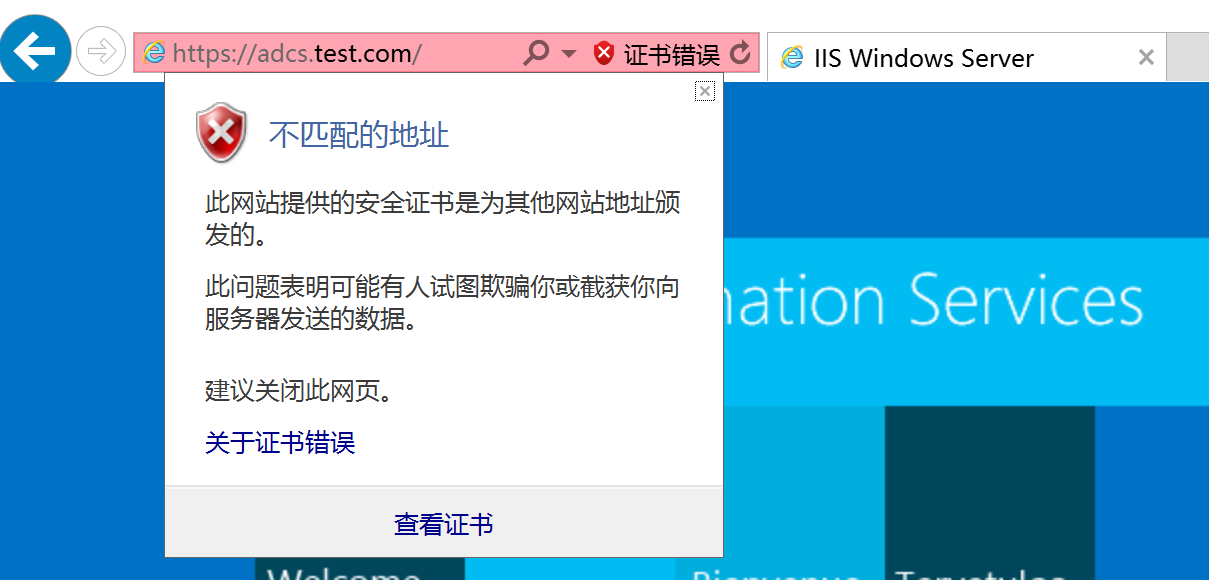 https://adcs.test.com/
证书错误
IIS Windows Server
不匹配的地址
此网站提供的安全证书是为其他网站地址颁
发的。
此问题表明可能有人试图欺骗你或截获你向
服务器发送的数据。
建议关闭此网页。
关于证书错误
查看证书
mation Services
Welcome
Bienvenue
Tervetuloa